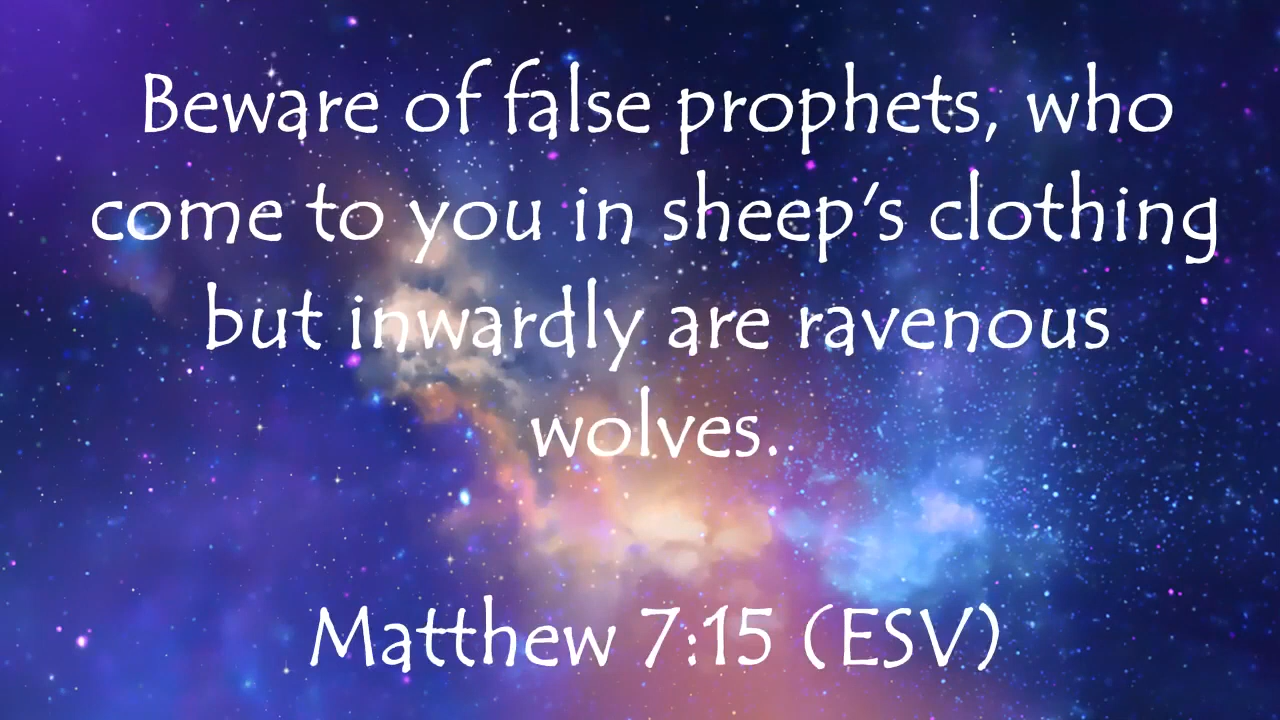 Beware of false prophets, who
come to you in sheep’s clothing
but inwardly are ravenous
wolves.
Matthew 7:15 (ESV)